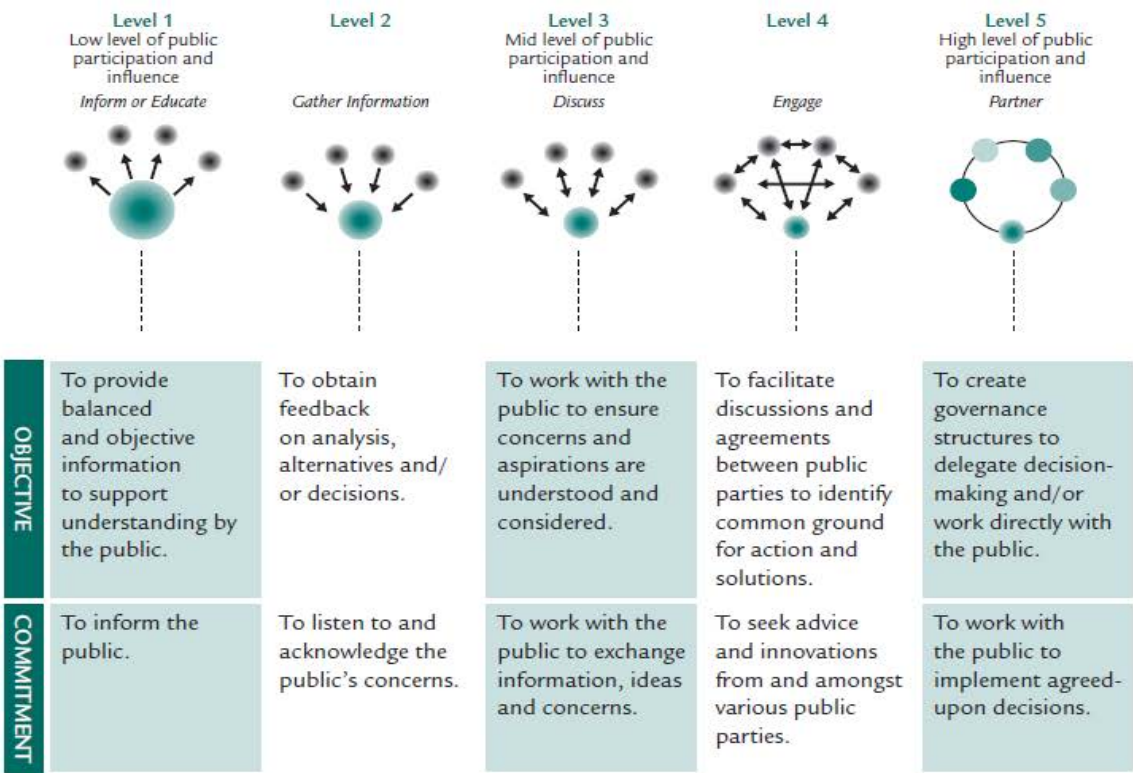 Level 1
Low level of public
participation and
influence
Inform or Educate
Level 2
Gather Information
Level 3
Mid level of public
participation and
influence
Discuss
Level 4
Engage
Level 5
High level of public
participation and
influence
Partner
OBJECTIVE
To provide
balanced
and objective
information
to support
understanding by
the public.
To obtain
feedback
on analysis,
alternatives and/
or decisions.
To work with the
public to ensure
concerns and
aspirations are
understood and
considered.
To facilitate
discussions and
agreements
between public
parties to identify
common ground
for action and
solutions.
To create
governance
structures to
delegate decision-
making and/or
work directly with
the public.
COMMITMENT
To inform the
public.
To listen to and
acknowledge the
public's concerns.
To work with the
public to exchange
information, ideas
and concerns.
To seek advice
and innovations
from and amongst
various public
parties.
To work with
the public to
implement agreed-
upon decisions.